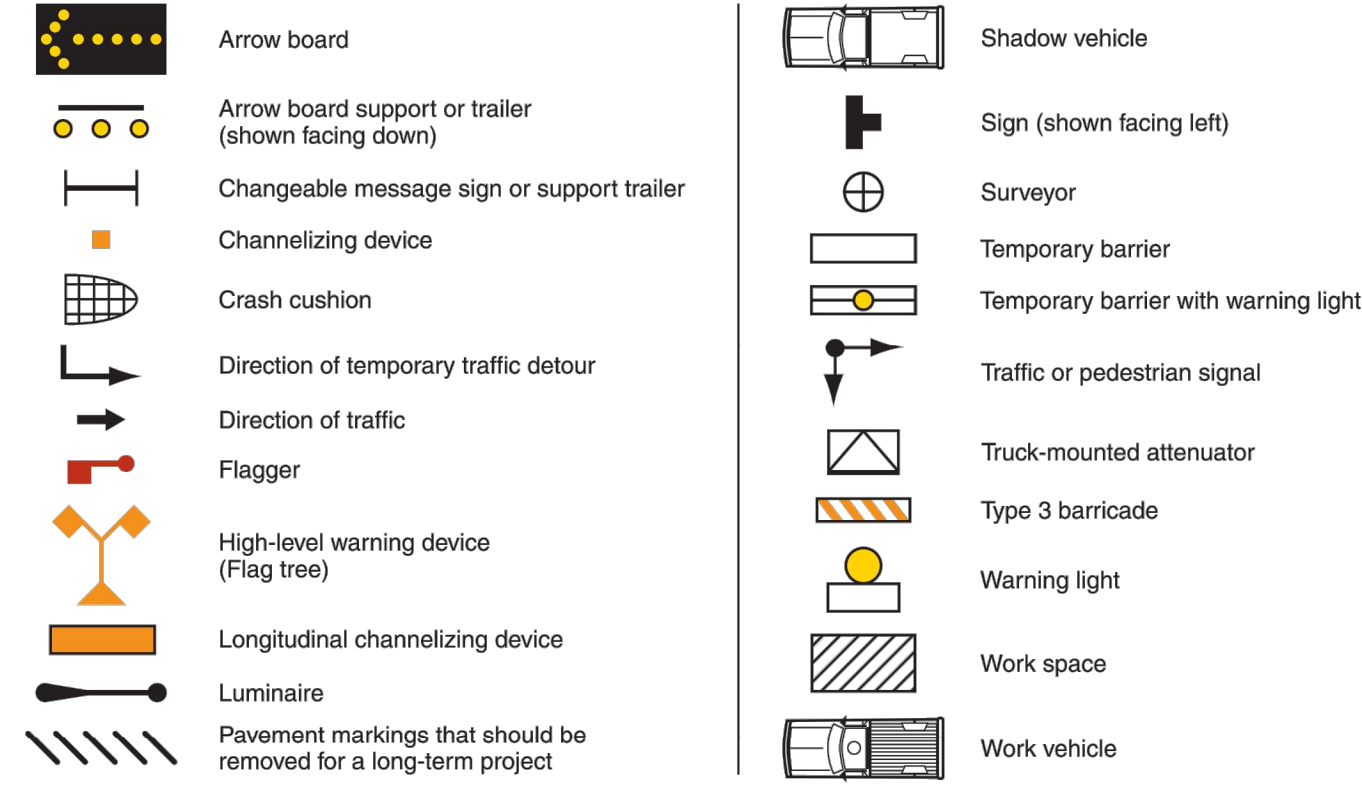 Arrow board
Arrow board support or trailer
(shown facing down)
Changeable message sign or support trailer
Channelizing device
Crash cushion
Direction of temporary traffic detour
Direction of traffic
Flagger
High-level warning device
(Flag tree)
Longitudinal channelizing device
Luminaire
Pavement markings that should be
removed for a long-term project
Shadow vehicle
Sign (shown facing left)
Surveyor
Temporary barrier
Temporary barrier with warning light
Traffic or pedestrian signal
Truck-mounted attenuator
Type 3 barricade
Warning light
Work space
Work vehicle